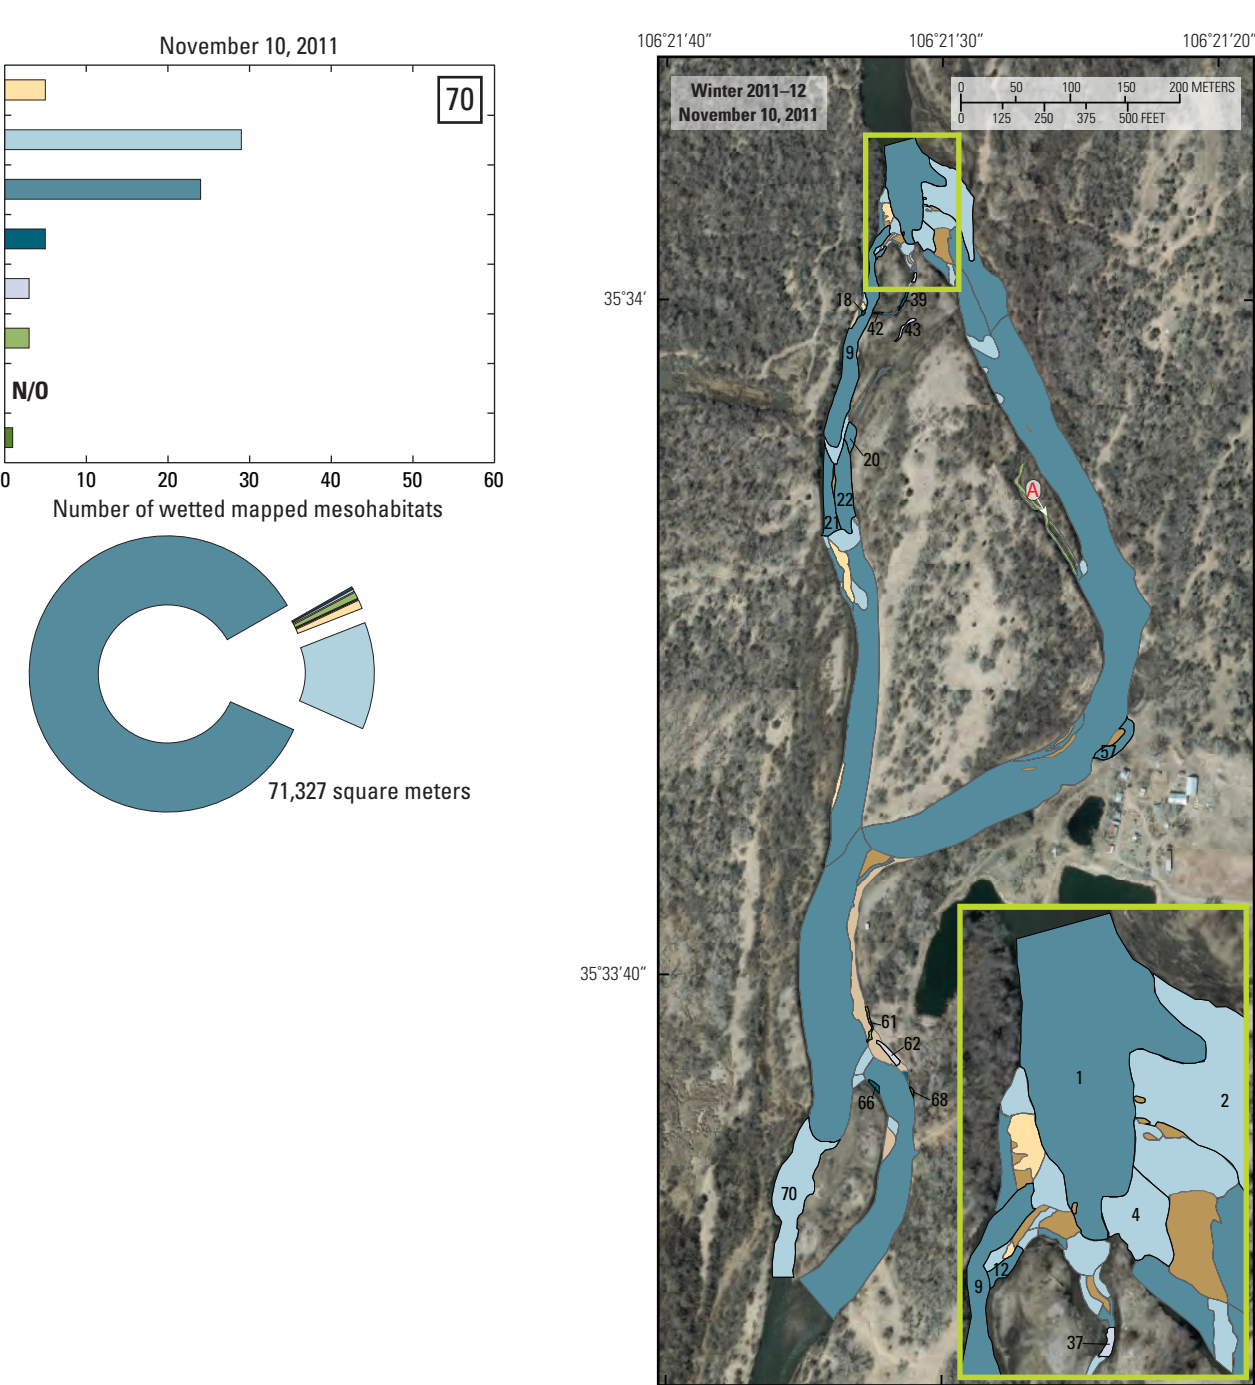 November 10, 2011
70
N/O
0 10 20 30 40 50 60
Number of wetted mapped mesohabitats
71,327 square meters
106°21'40" 106°21'30" 106°21'20"
Winter 2011–12
November 10, 2011
0 50 100 150 200 METERS
0 125 250 375 500 FEET
35°34'
18
39
42
43
9
20
22
21
A
57
35°33'40"
61
62
66
68
70
1
2
4
12
9
37